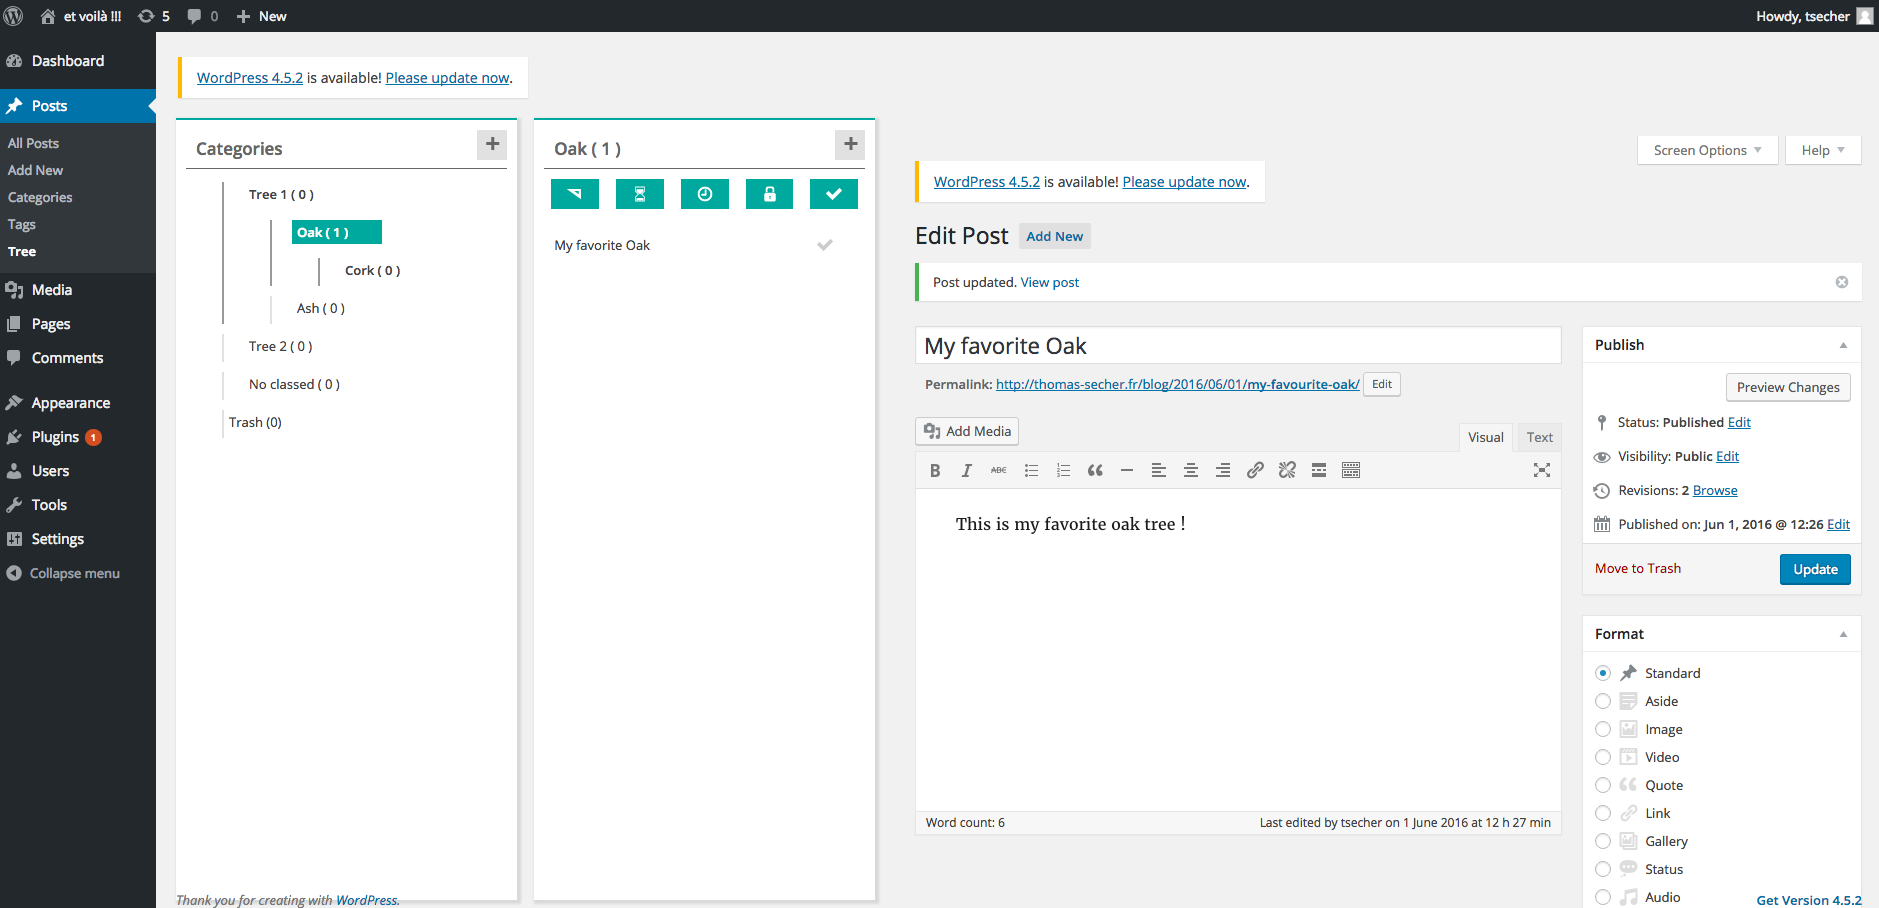 et voilà !!! 5 0 New
Howdy, tsecher
Dashboard
Posts
All Posts
Add New
Categories
Tags
Tree
Media
Pages
Comments
Appearance
Plugins 1
Users
Tools
Settings
Collapse menu
WordPress 4.5.2 is available! Please update now.
Categories
+
Tree 1 ( 0 )
Oak ( 1 )
Cork ( 0 )
Ash ( 0 )
Tree 2 ( 0 )
No classed ( 0 )
Trash (0)
Thank you for creating with WordPress.
Oak ( 1 )
+
My favorite Oak
Screen Options
Help
WordPress 4.5.2 is available! Please update now.
Edit Post Add New
Post updated. View post
My favorite Oak
Permalink: http://thomas-secher.fr/blog/2016/06/01/my-favourite-oak/ Edit
Add Media
Visual Text
B I ABC
This is my favorite oak tree !
Word count: 6
Last edited by tsecher on 1 June 2016 at 12 h 27 min
Publish
Preview Changes
Status: Published Edit
Visibility: Public Edit
Revisions: 2 Browse
Published on: Jun 1, 2016 @ 12:26 Edit
Move to Trash
Update
Format
Standard
Aside
Image
Video
Quote
Link
Gallery
Status
Audio
Get Version 4.5.2